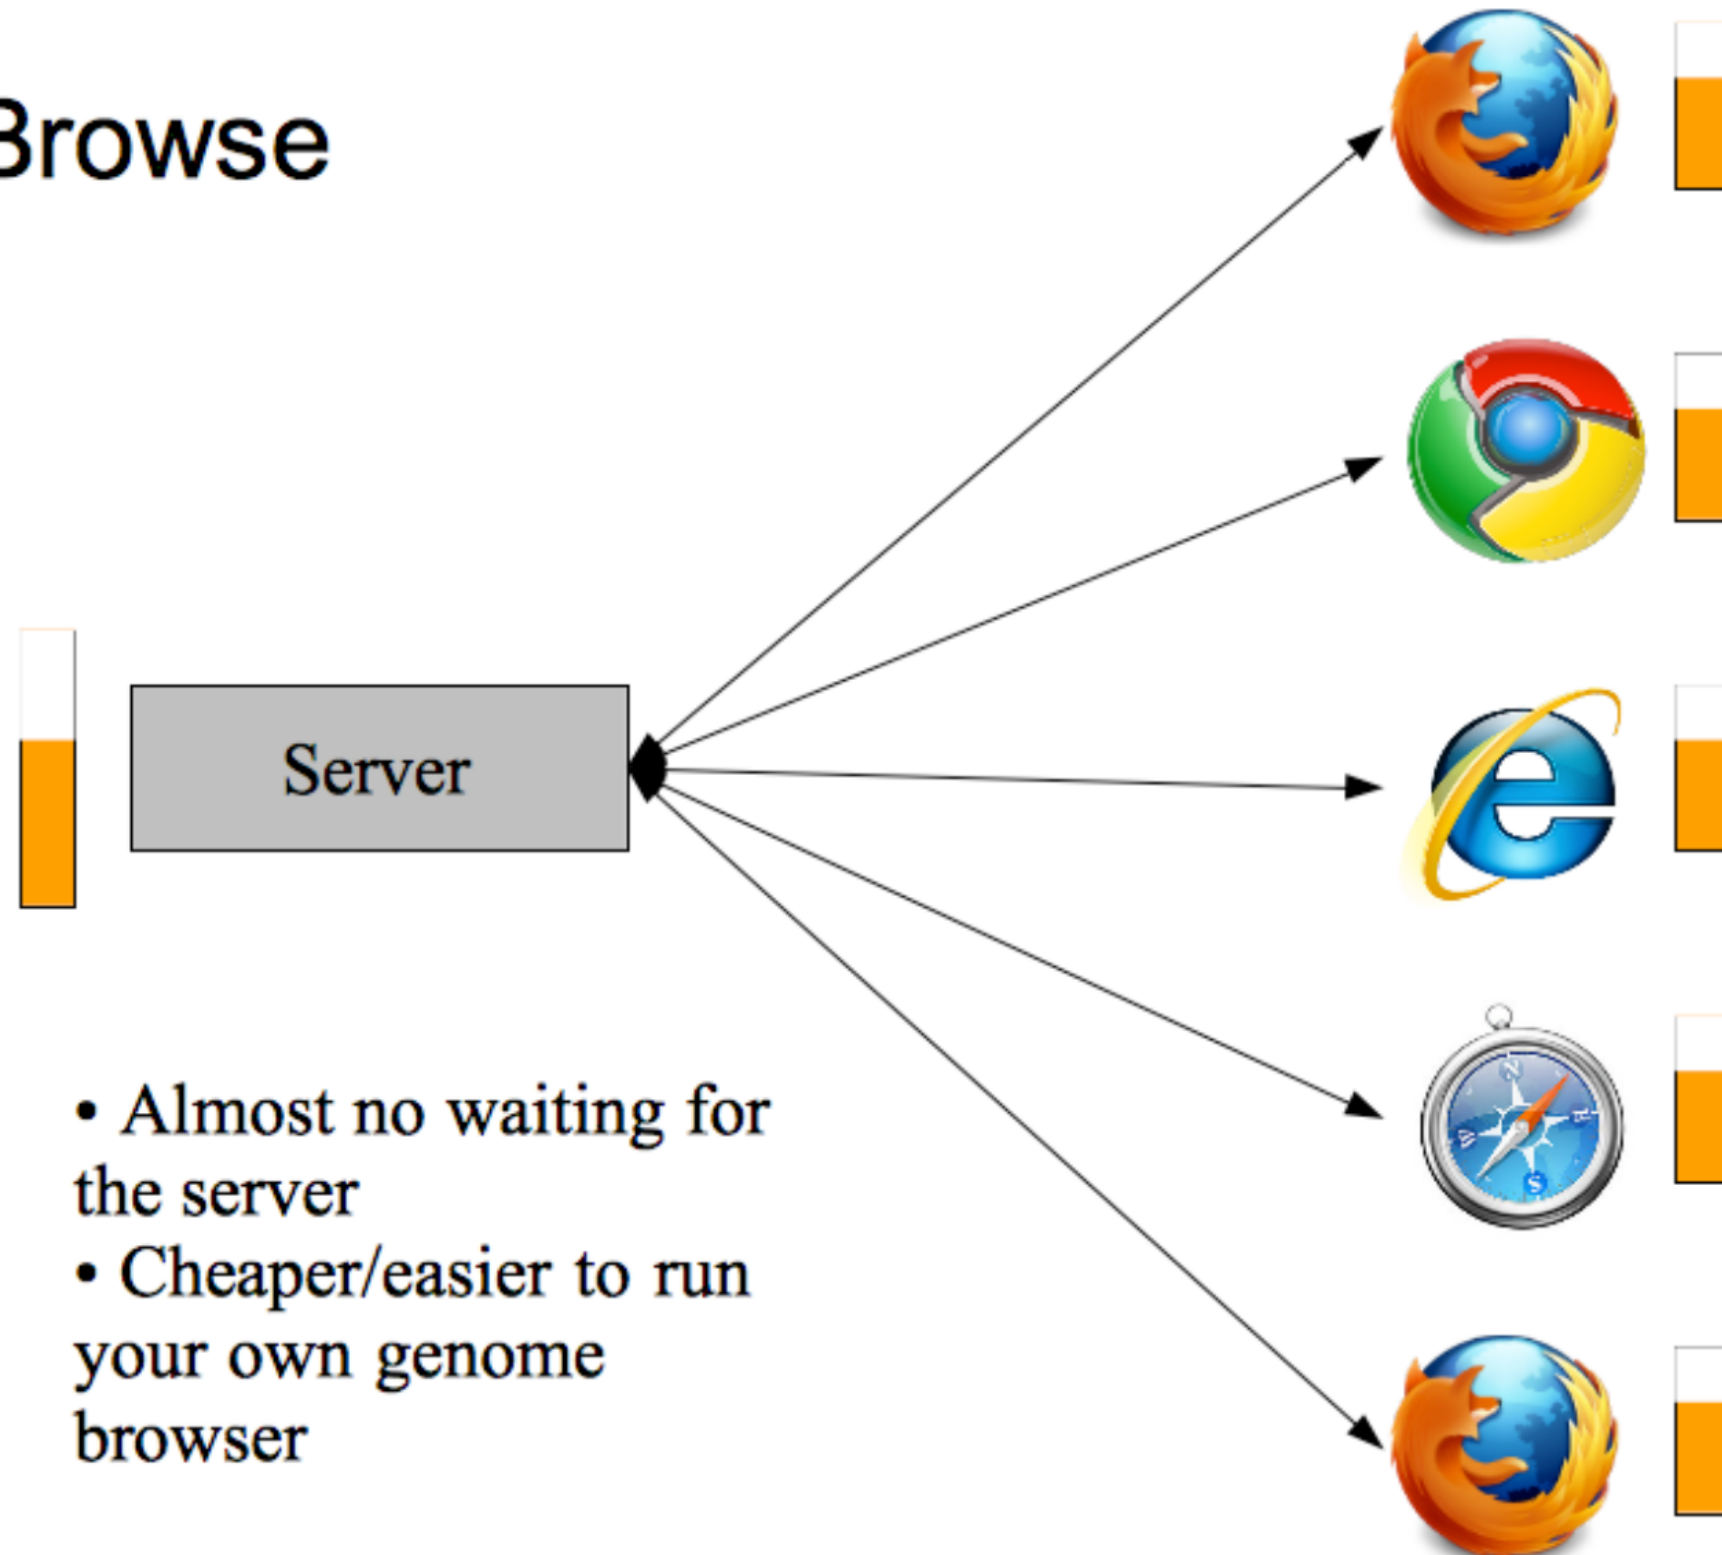 Browse
Server
• Almost no waiting for
the server
• Cheaper/easier to run
your own genome
browser